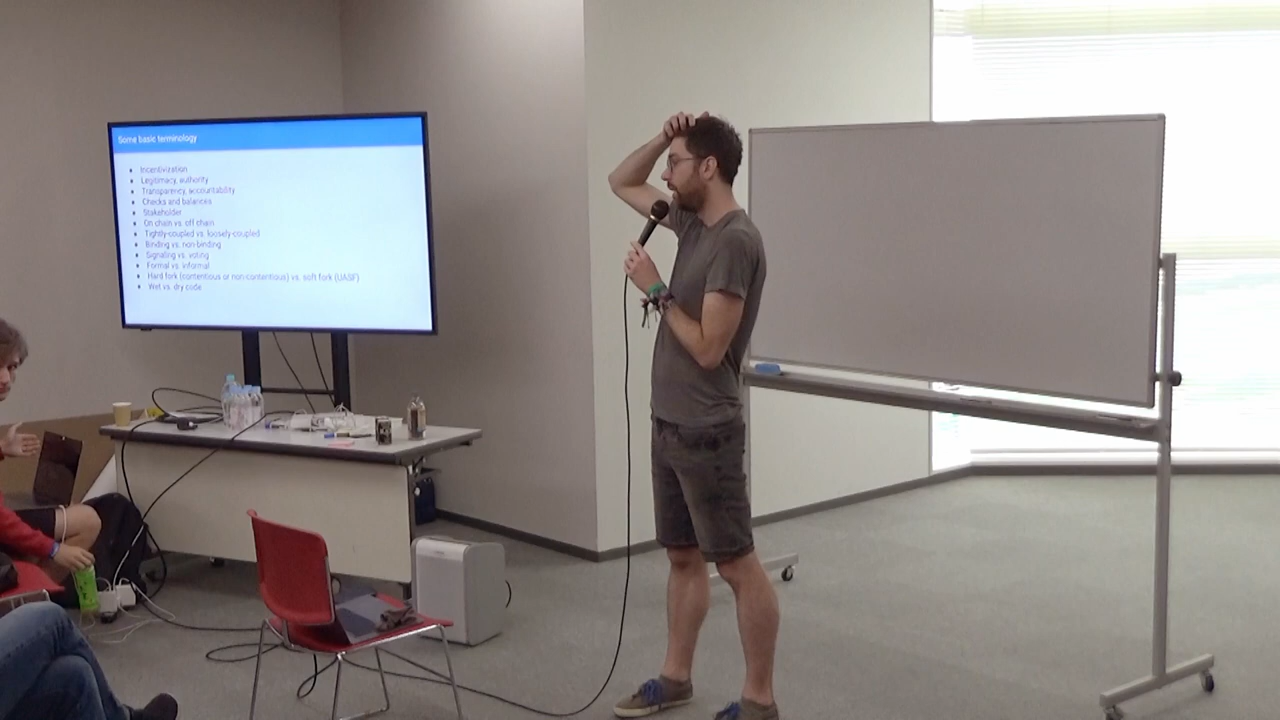 Some basic terminology
Incentivization
Legitimacy, authority
Transparency, accountability
Checks and balances
Stakeholder
On chain vs. off chain
Tightly-coupled vs. loosely-coupled
Binding vs. non-binding
Signaling vs. voting
Formal vs. informal
Hard fork (contentious or non-contentious) vs. soft fork (UASF)
Wet vs. dry code